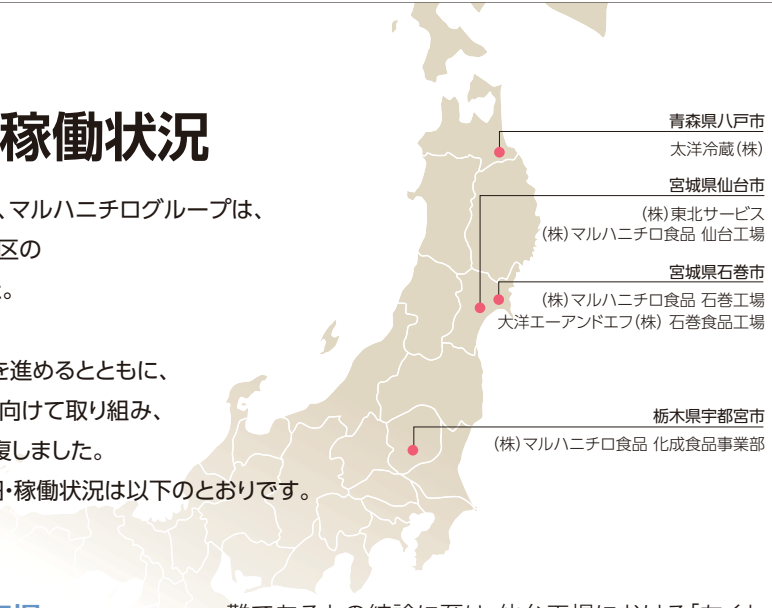 稼働状況
、マルハニチログループは、
区の
。
を進めるとともに、
向けて取り組み、
復しました。
・稼働状況は以下のとおりです。
青森県八戸市
太洋冷蔵(株)
宮城県仙台市
(株)東北サービス
(株)マルハニチロ食品 仙台工場
宮城県石巻市
(株)マルハニチロ食品 石巻工場
大洋エーアンドエフ(株) 石巻食品工場
栃木県宇都宮市
(株)マルハニチロ食品 化成食品事業部